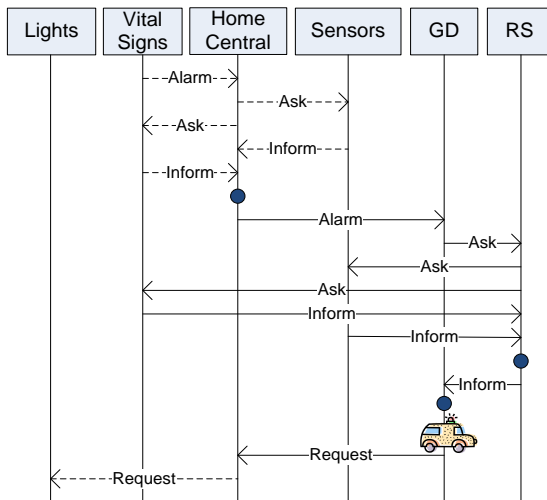 Lights
Vital
Signs
Home
Central
Sensors
GD
RS
Alarm
Ask
Ask
Inform
Inform
Alarm
Ask
Ask
Ask
Inform
Inform
Inform
Request
Request